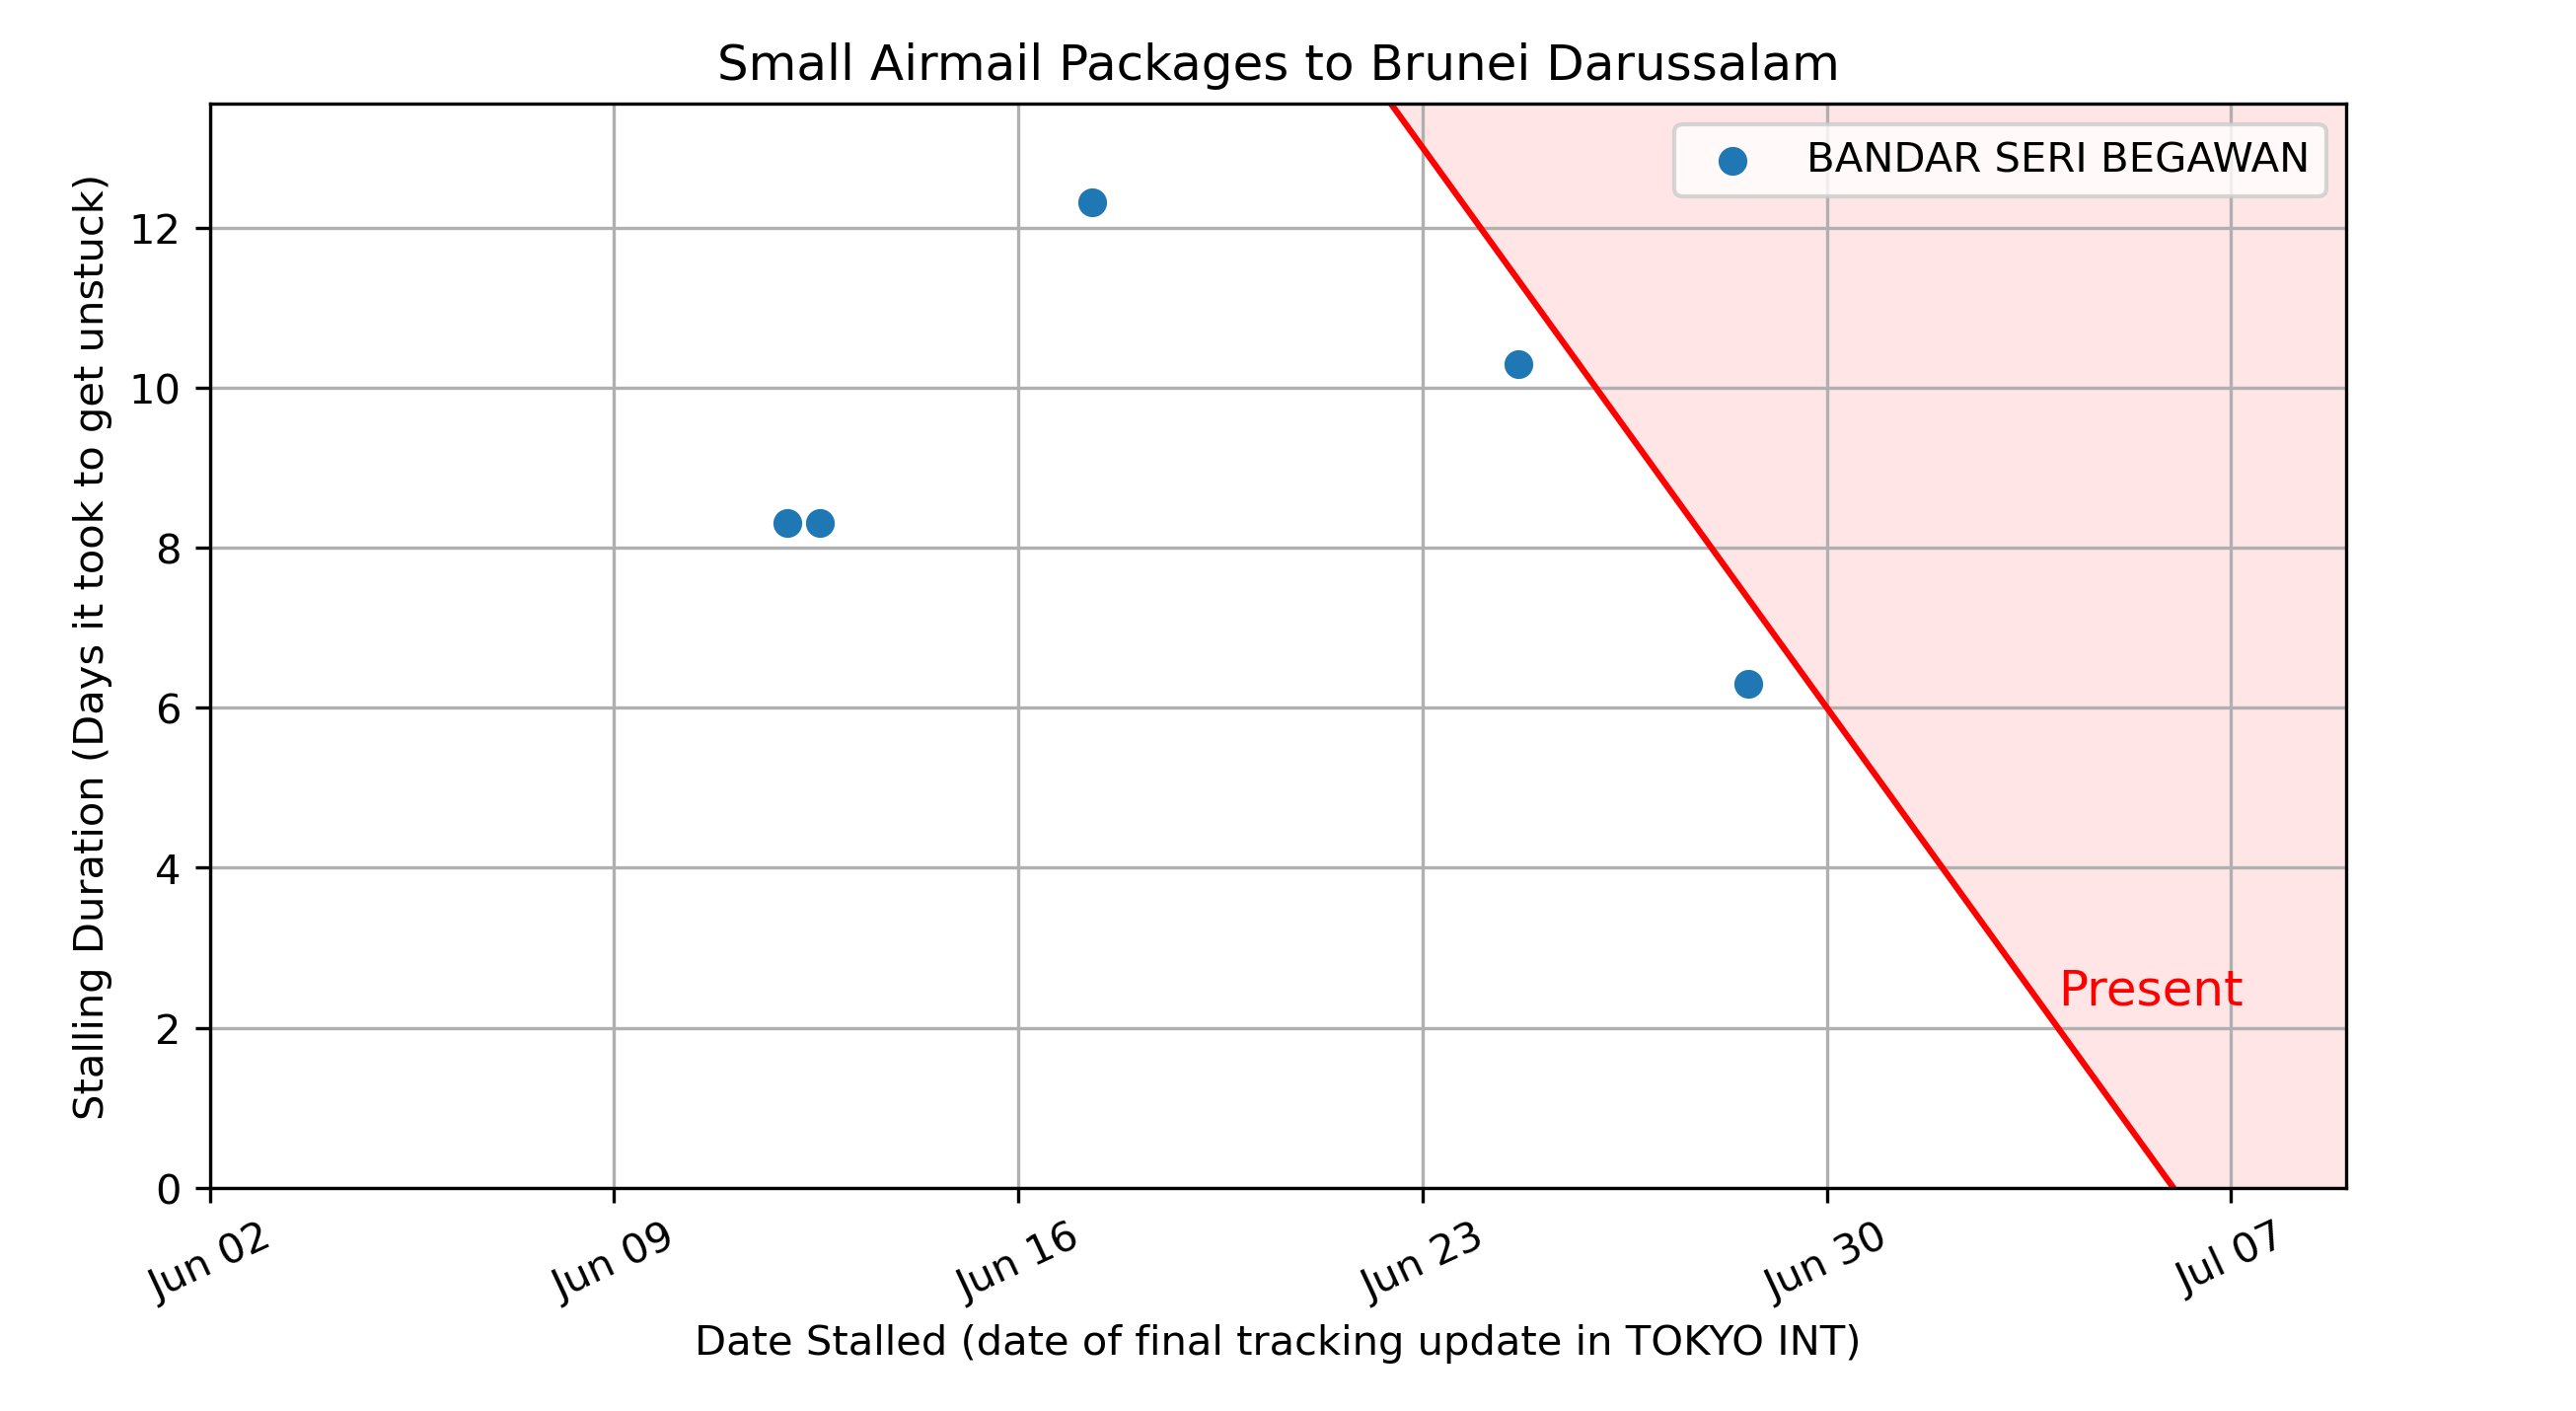 Small Airmail Packages to Brunei Darussalam
BANDAR SERI BEGAWAN
Stalling Duration (Days it took to get unstuck)
12
10
8
6
4
2
0
Present
Jun 02
Jun 09
Jun 16
Jun 23
Jun 30
Jul 07
Date Stalled (date of final tracking update in TOKYO INT)